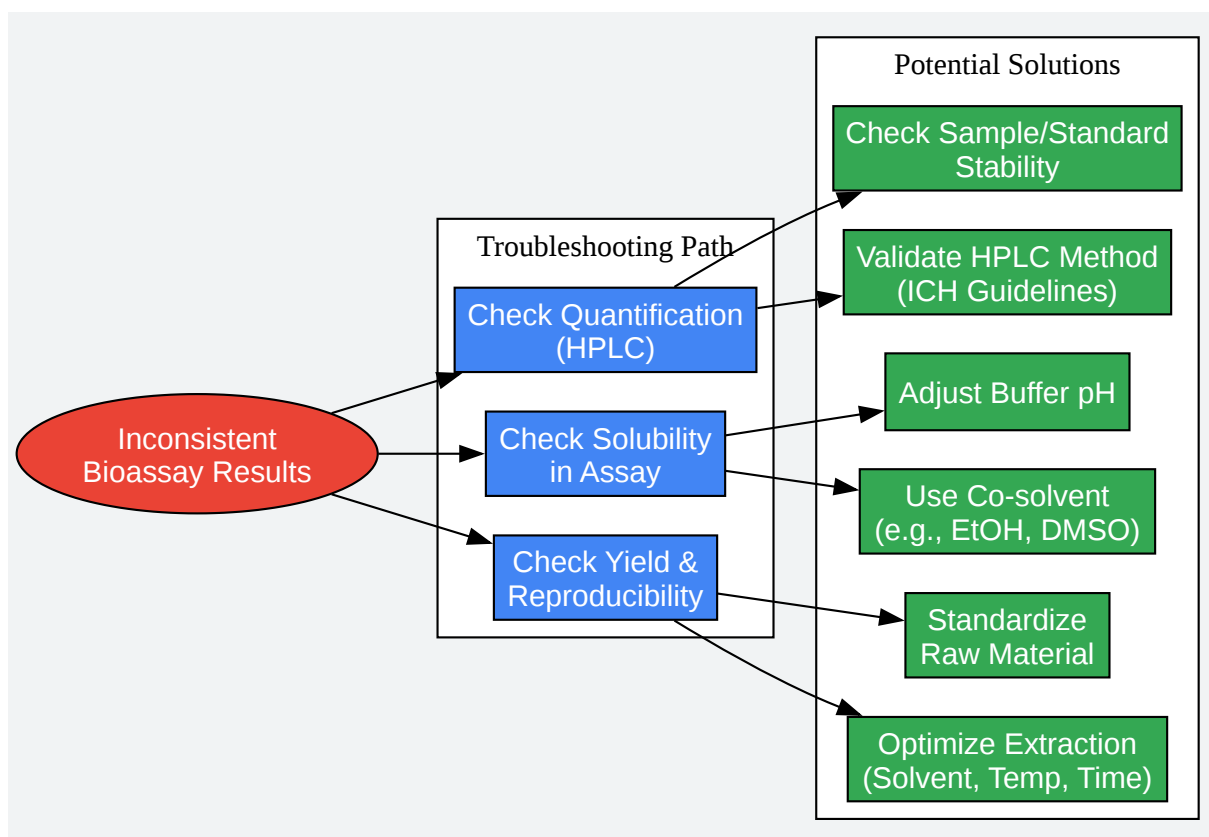 Potential Solutions
Check Sample/Standard
Stability
Troubleshooting Path
Validate HPLC Method
(ICH Guidelines)
Check Quantification
(HPLC)
Adjust Buffer pH
Inconsistent
Bioassay Results
Check Solubility
in Assay
Use Co-solvent
(e.g., EtOH, DMSO)
Check Yield &
Reproducibility
Standardize
Raw Material
Optimize Extraction
(Solvent, Temp, Time)